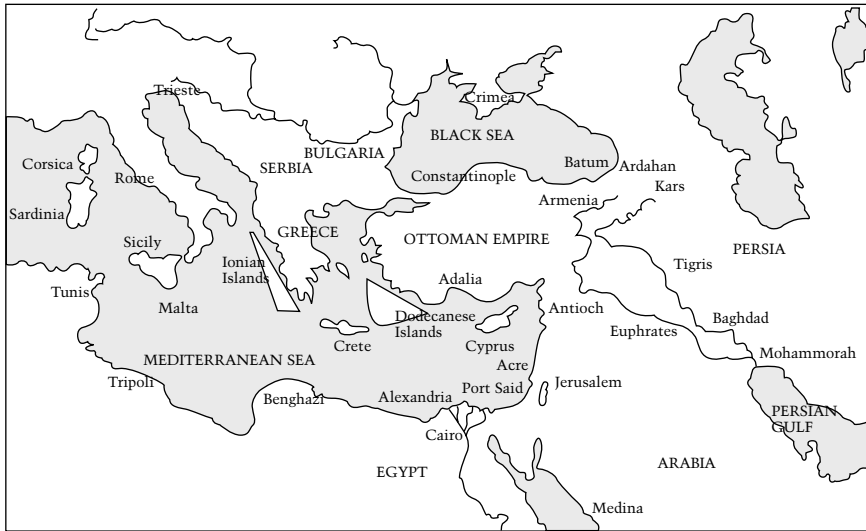 Trieste
Crimea
BLACK SEA
BULGARIA
SERBIA
Corsica
Rome
Constantinople
Batum
Ardahan
Kars
Armenia
Sardinia
Sicily
GREECE
OTTOMAN EMPIRE
PERSIA
Ionian
Islands
Tigris
Tunis
Malta
Adalia
Antioch
Dodecanese
Islands
Baghdad
Euphrates
Crete
Cyprus
Mohammorah
MEDITERRANEAN SEA
Acre
Tripoli
Benghazi
Alexandria
Port Said
Jerusalem
PERSIAN
GULF
Cairo
EGYPT
ARABIA
Medina